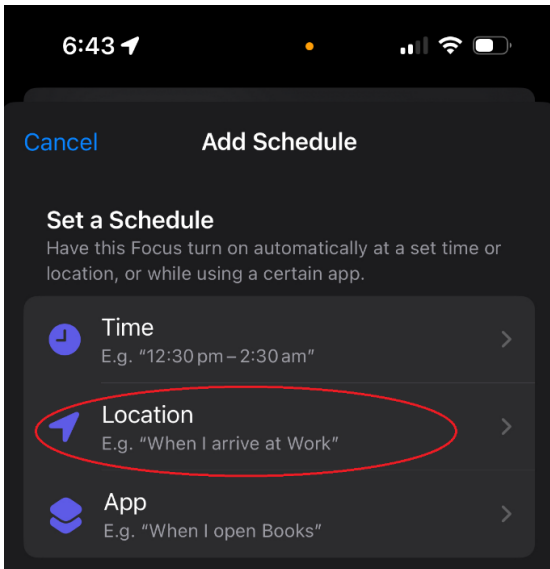 6:43
Cancel
Add Schedule
Set a Schedule
Have this Focus turn on automatically at a set time or
location, or while using a certain app.
Time
E.g. “12:30 pm – 2:30 am”
Location
E.g. “When I arrive at Work”
App
E.g. “When I open Books”